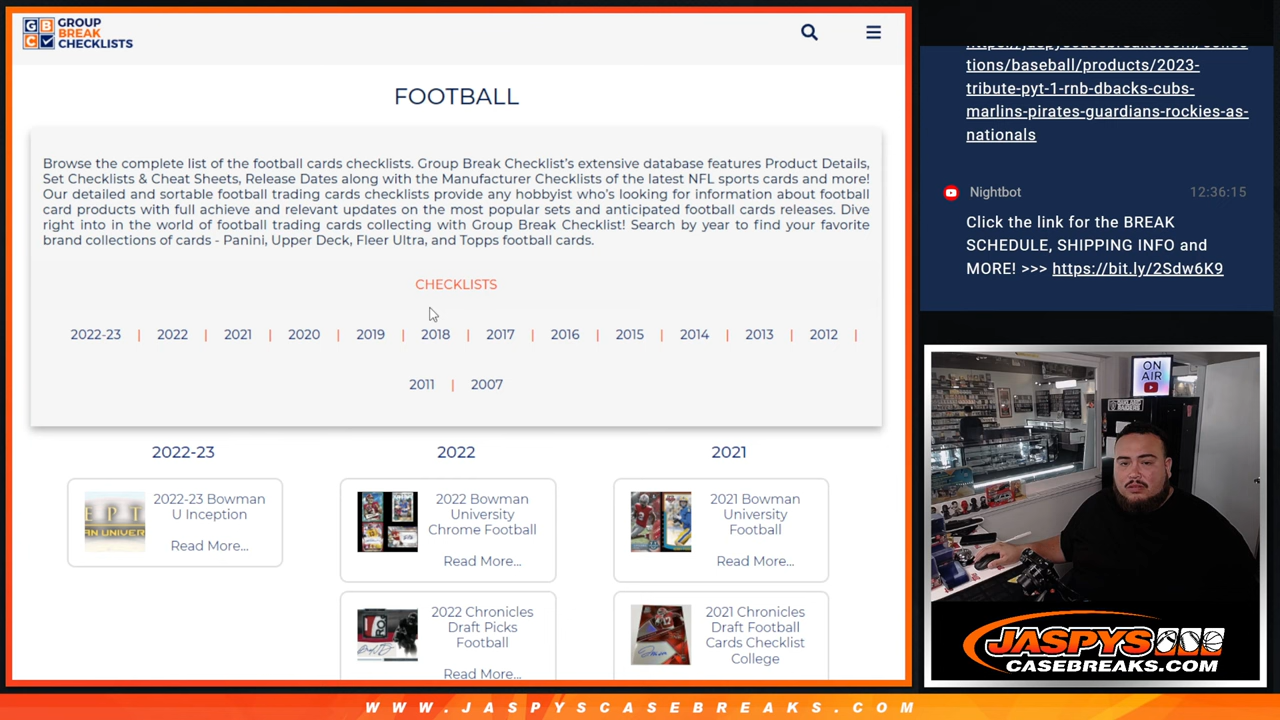 GROUP
BREAK
CHECKLISTS
FOOTBALL
Browse the complete list of the football cards checklists. Group Break Checklist's extensive database features Product Details,
Set Checklists & Cheat Sheets, Release Dates along with the Manufacturer Checklists of the latest NFL sports cards and more!
Our detailed and sortable football trading cards checklists provide any hobbyist who's looking for information about football
card products with full achieve and relevant updates on the most popular sets and anticipated football cards releases. Dive
right into in the world of football trading cards collecting with Group Break Checklist! Search by year to find your favorite
brand collections of cards - Panini, Upper Deck, Fleer Ultra, and Topps football cards.
CHECKLISTS
2022-23 | 2022 | 2021 | 2020 | 2019 | 2018 | 2017 | 2016 | 2015 | 2014 | 2013 | 2012 |
2011 | 2007
2022-23
2022-23 Bowman
U Inception
Read More...
2022
2022 Bowman
University
Chrome Football
Read More...
2022 Chronicles
Draft Picks
Football
Read More...
2021
2021 Bowman
University
Football
Read More...
2021 Chronicles
Draft Football
Cards Checklist
College
https://jaspyscasebreaks.com/collec
tions/baseball/products/2023-
tribute-pyt-1-rnb-dbacks-cubs-
marlins-pirates-guardians-rockies-as-
nationals
Nightbot 12:36:15
Click the link for the BREAK
SCHEDULE, SHIPPING INFO and
MORE! >>> https://bit.ly/2Sdw6K9
ON
AIR
JASPYS
CASEBREAKS.COM
WWW.JASPYSCASEBREAKS.COM